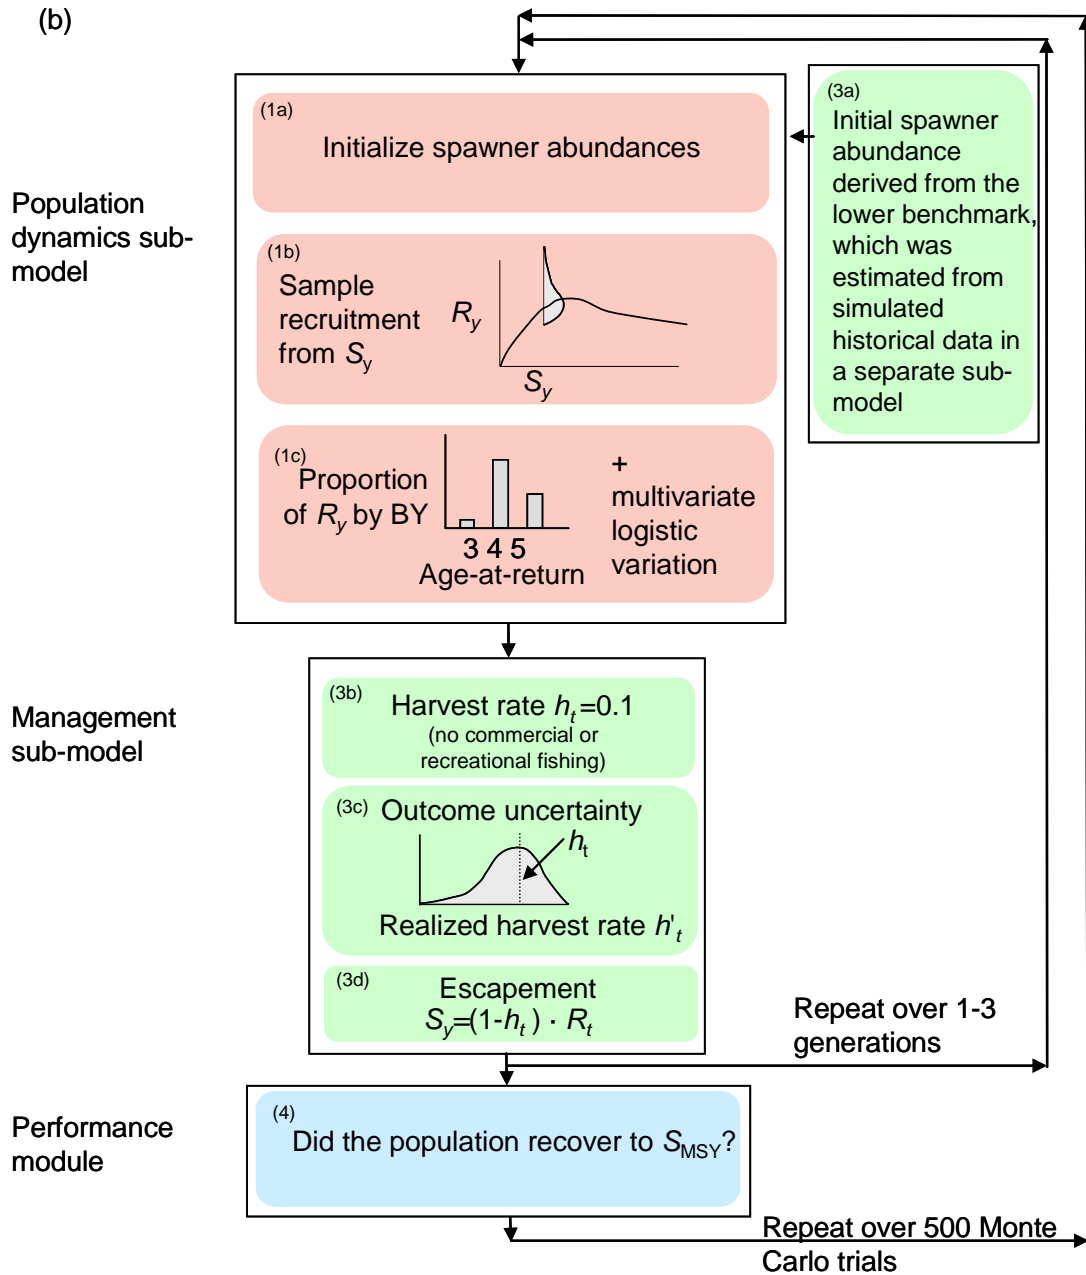 (b)
Population
dynamics sub-
model
(1a)
Initialize spawner abundances
(1b)
Sample
recruitment
from Sy
Ry
Sy
(1c)
Proportion
of Ry by BY
3 4 5
Age-at-return
+
multivariate
logistic
variation
(3a)
Initial spawner
abundance
derived from the
lower benchmark,
which was
estimated from
simulated
historical data in
a separate sub-
model
Management
sub-model
(3b)
Harvest rate ht=0.1
(no commercial or
recreational fishing)
(3c)
Outcome uncertainty
ht
Realized harvest rate h't
(3d)
Escapement
Sy=(1-ht) · Rt
Repeat over 1-3
generations
Performance
module
(4)
Did the population recover to SMSY?
Repeat over 500 Monte
Carlo trials